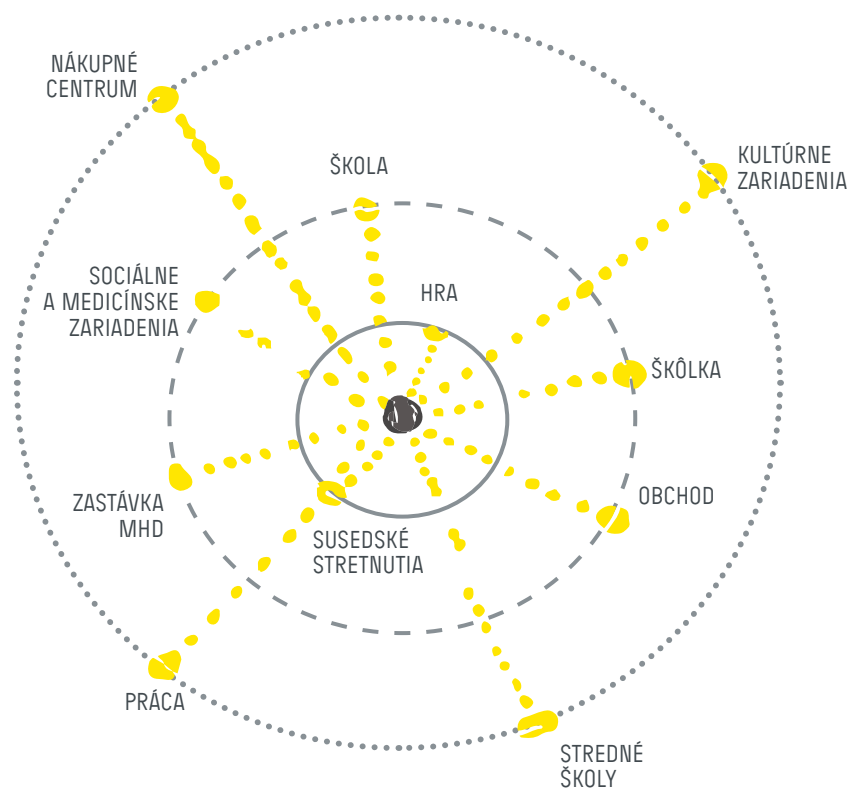 NÁKUPNÉ
CENTRUM
ŠKOLA
KULTÚRNE
ZARIADENIA
SOCIÁLNE
A MEDICÍNSKE
ZARIADENIA
HRA
ŠKÔLKA
ZASTÁVKA
MHD
OBCHOD
SUSEDSKÉ
STRETNUTIA
PRÁCA
STREDNÉ
ŠKOLY